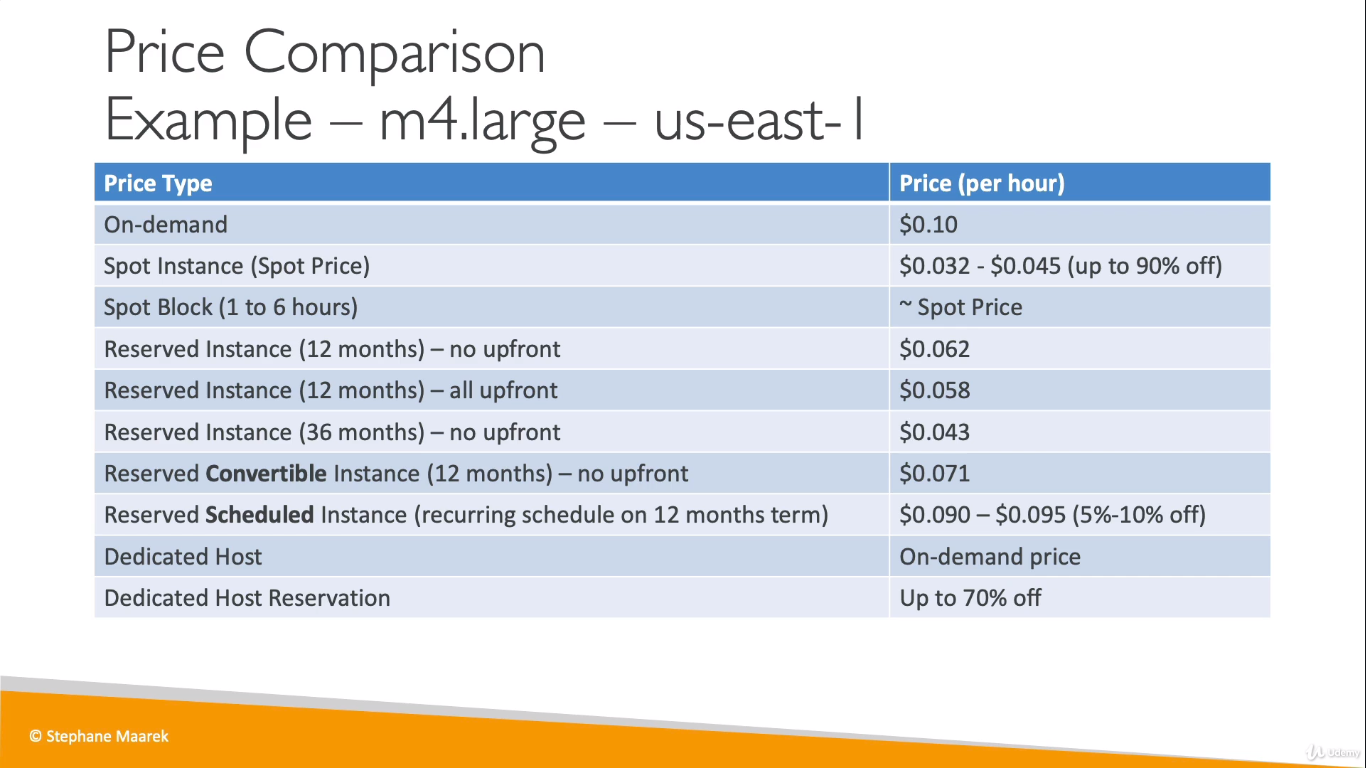 Price Comparison
Example – m4.large – us-east-1
Price Type Price (per hour)
On-demand $0.10
Spot Instance (Spot Price) $0.032 - $0.045 (up to 90% off)
Spot Block (1 to 6 hours) ~ Spot Price
Reserved Instance (12 months) – no upfront $0.062
Reserved Instance (12 months) – all upfront $0.058
Reserved Instance (36 months) – no upfront $0.043
Reserved Convertible Instance (12 months) – no upfront $0.071
Reserved Scheduled Instance (recurring schedule on 12 months term) $0.090 – $0.095 (5%-10% off)
Dedicated Host On-demand price
Dedicated Host Reservation Up to 70% off
© Stephane Maarek
Udemy